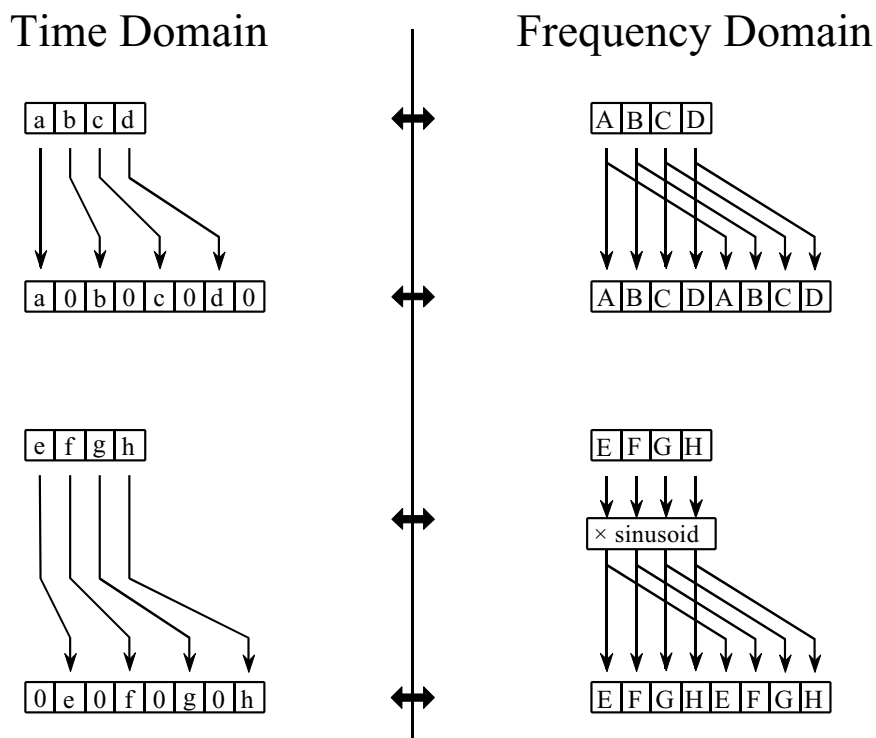 Time Domain
Frequency Domain
a b c d
A B C D
a 0 b 0 c 0 d 0
A B C D A B C D
e f g h
E F G H
× sinusoid
0 e 0 f 0 g 0 h
E F G H E F G H